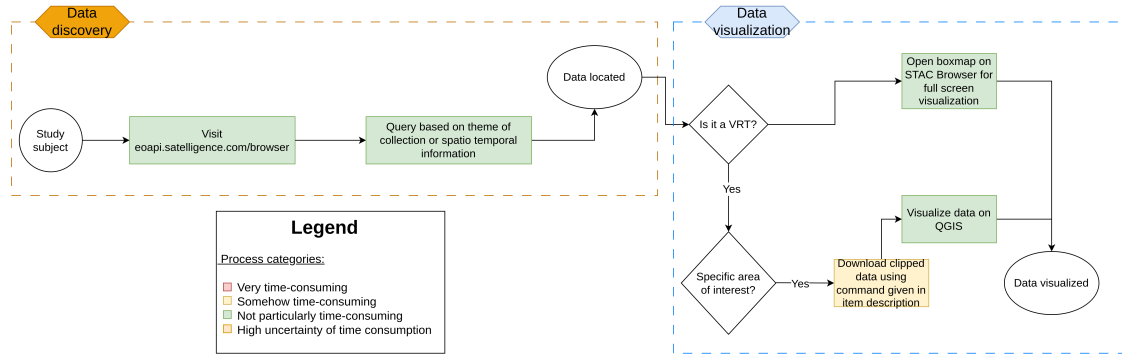 Data
discovery
Data
visualization
Study
subject
Visit
eoapi.satelligence.com/browser
Query based on theme of
collection or spatio temporal
information
Data located
Is it a VRT?
Open boxmap on
STAC Browser for
full screen
visualization
Yes
Specific area
of interest?
Yes
Download clipped
data using
command given in
item description
Visualize data on
QGIS
Data visualized
Legend
Process categories:
Very time-consuming
Somehow time-consuming
Not particularly time-consuming
High uncertainty of time consumption